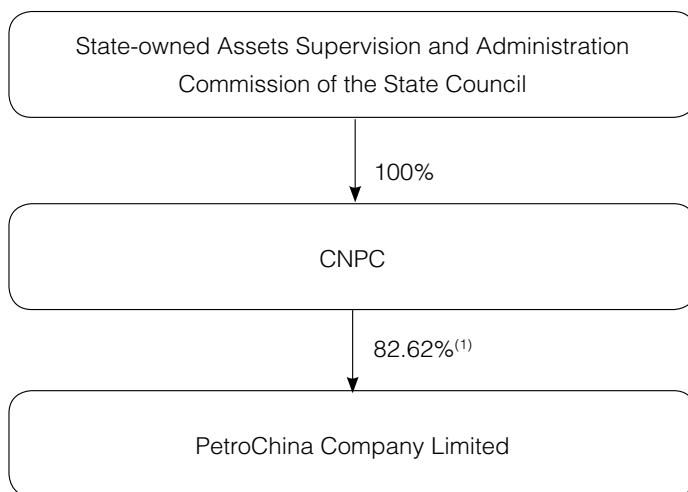 State-owned Assets Supervision and Administration
Commission of the State Council
100%
CNPC
82.62%(1)
PetroChina Company Limited